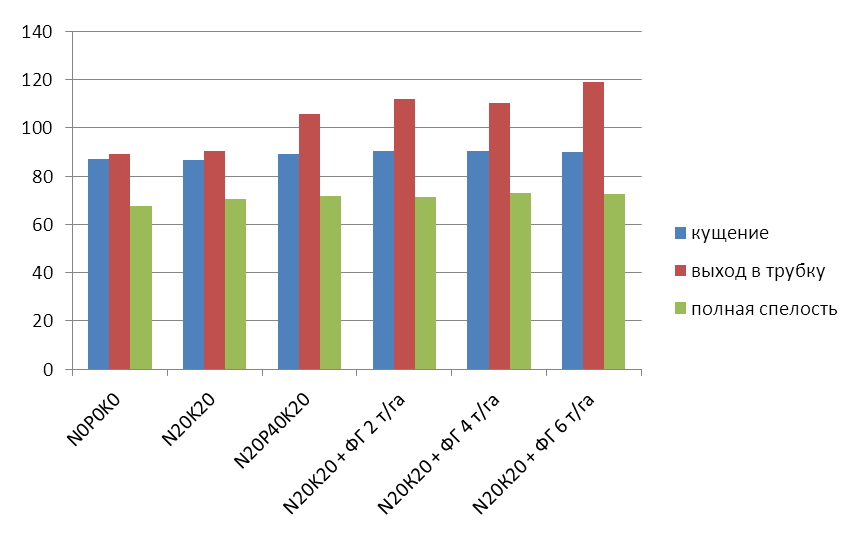 140
120
100
80
60
40
20
0
N0P0K0
N20K20
N20P40K20
N20K20 + ФГ 2 т/га
N20K20 + ФГ 4 т/га
N20K20 + ФГ 6 т/га
кущение
выход в трубку
полная спелость